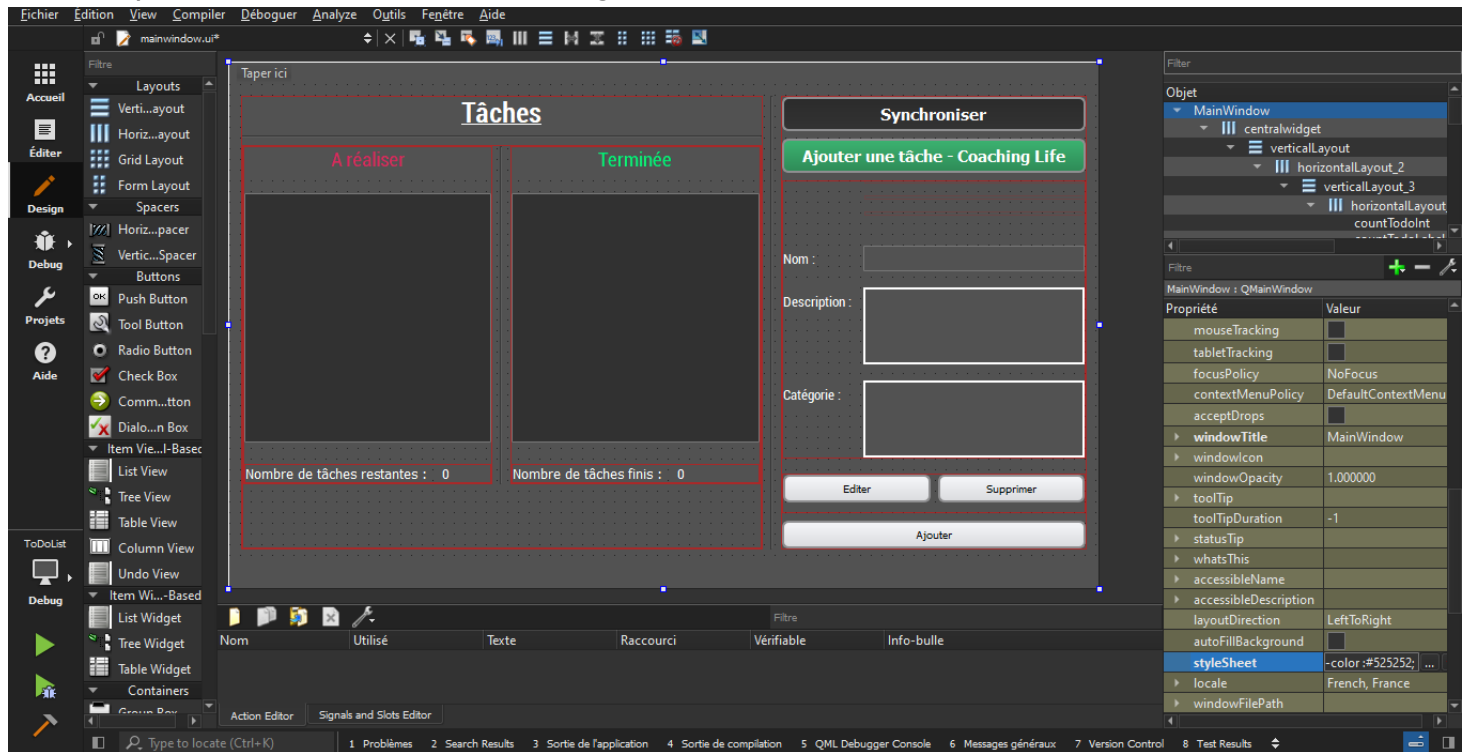 Fichier Édition View Compiler Déboguer Analyze Outils Fenêtre Aide
mainwindow.ui*
Accueil
Éditer
Design
Debug
Projets
Aide
ToDoList
Debug
Filtre
Layouts
Verti...ayout
Horiz...ayout
Grid Layout
Form Layout
Spacers
Horiz...pacer
Vertic...Spacer
Buttons
OK Push Button
Tool Button
Radio Button
Check Box
Comm...tton
Dialo...n Box
Item Vie...l-Based
List View
Tree View
Table View
Column View
Undo View
Item Wi...-Based
List Widget
Tree Widget
Table Widget
Containers
Group Box
Taper ici
Tâches
A réaliser
Terminée
Nombre de tâches restantes : 0
Nombre de tâches finis : 0
Synchroniser
Ajouter une tâche - Coaching Life
Nom :
Description :
Catégorie :
Editer
Supprimer
Ajouter
Filtre
Nom Utilisé Texte Raccourci Vérifiable Info-bulle
Action Editor Signals and Slots Editor
Filter
Objet
MainWindow
centralwidget
verticalLayout
horizontalLayout_2
verticalLayout_3
horizontalLayout
countTodoInt
Filtre
MainWindow : QMainWindow
Propriété Valeur
mouseTracking
tabletTracking
focusPolicy NoFocus
contextMenuPolicy DefaultContextMenu
acceptDrops
windowTitle MainWindow
windowIcon
windowOpacity 1.000000
toolTip
toolTipDuration -1
statusTip
whatsThis
accessibleName
accessibleDescription
layoutDirection LeftToRight
autoFillBackground
styleSheet -color :#525252; ...
locale French, France
windowFilePath
Type to locate (Ctrl+K) 1 Problèmes 2 Search Results 3 Sortie de l'application 4 Sortie de compilation 5 QML Debugger Console 6 Messages généraux 7 Version Control 8 Test Results